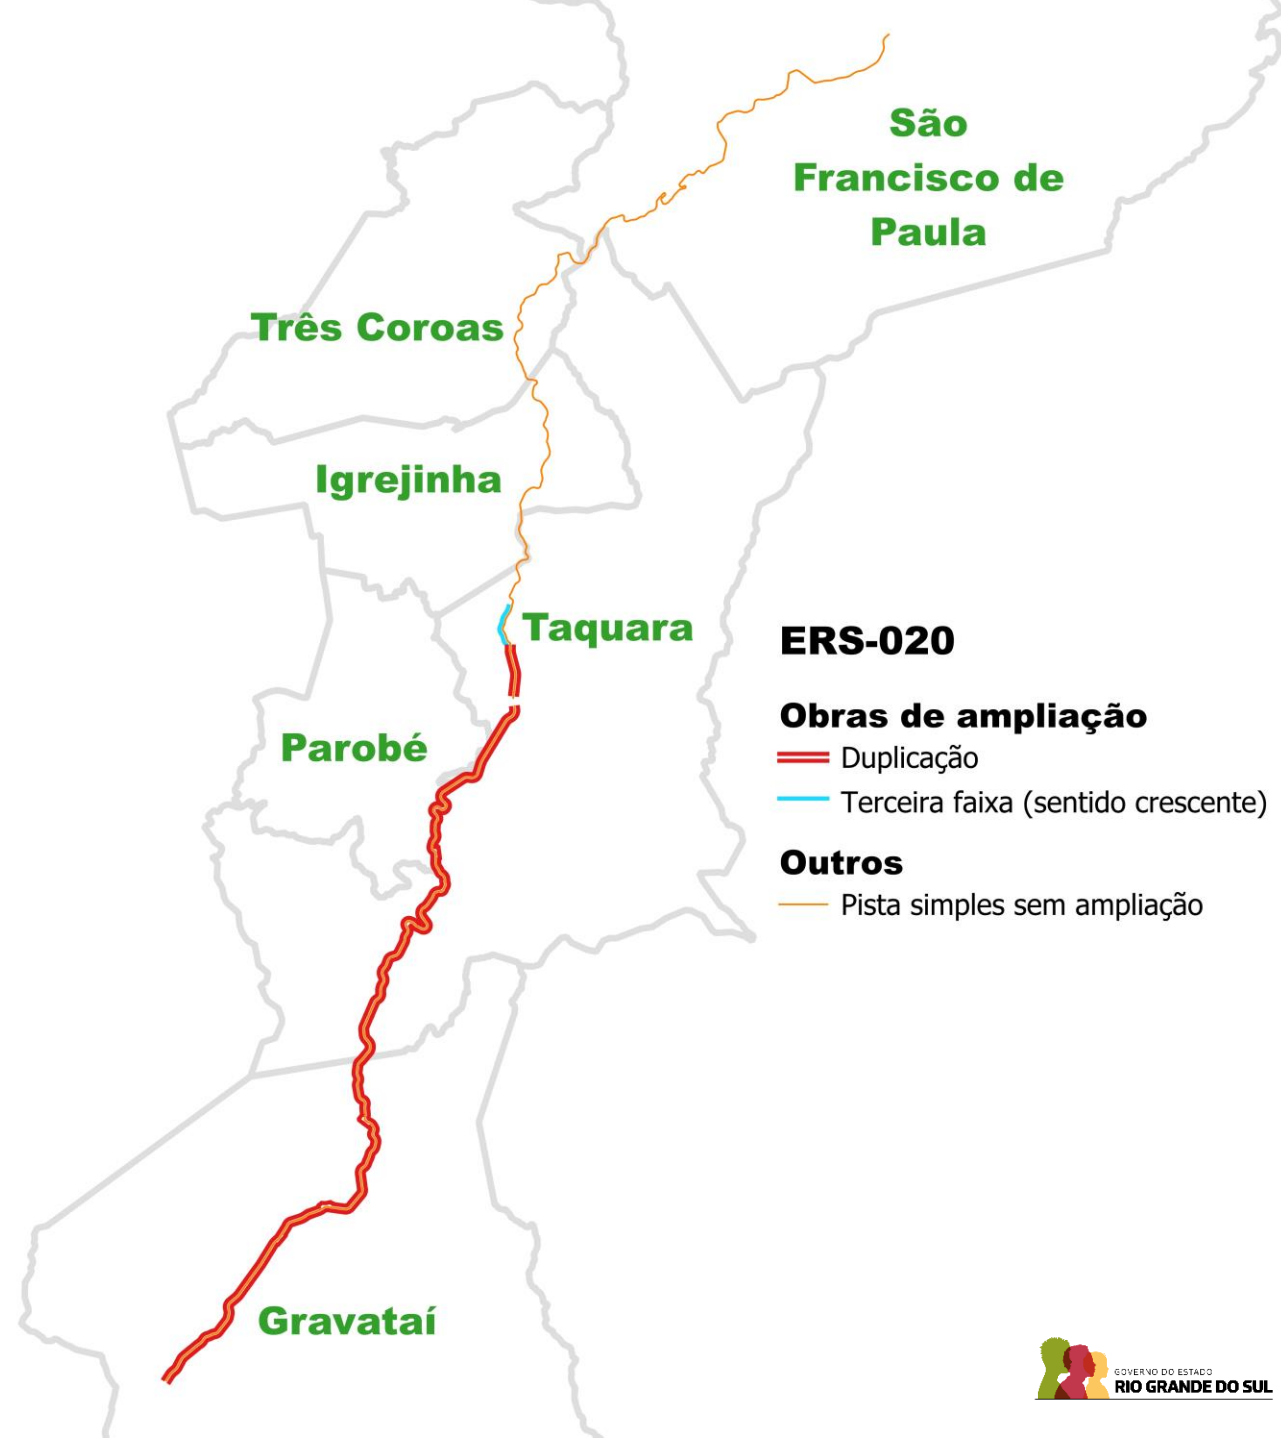 São
Francisco de
Paula
Três Coroas
Igrejinha
Taquara
ERS-020
Obras de ampliação
Parobé
Duplicação
Terceira faixa (sentido crescente)
Outros
Pista simples sem ampliação
Gravataí
GOVERNO DO ESTADO
RIO GRANDE DO SUL